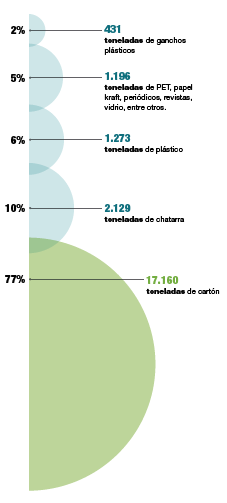 2%
431
toneladas de ganchos
plásticos
5%
1.196
toneladas de PET, papel
kraft, periódicos, revistas,
vidrio, entre otros.
6%
1.273
toneladas de plástico
10%
2.129
toneladas de chatarra
77%
17.160
toneladas de cartón